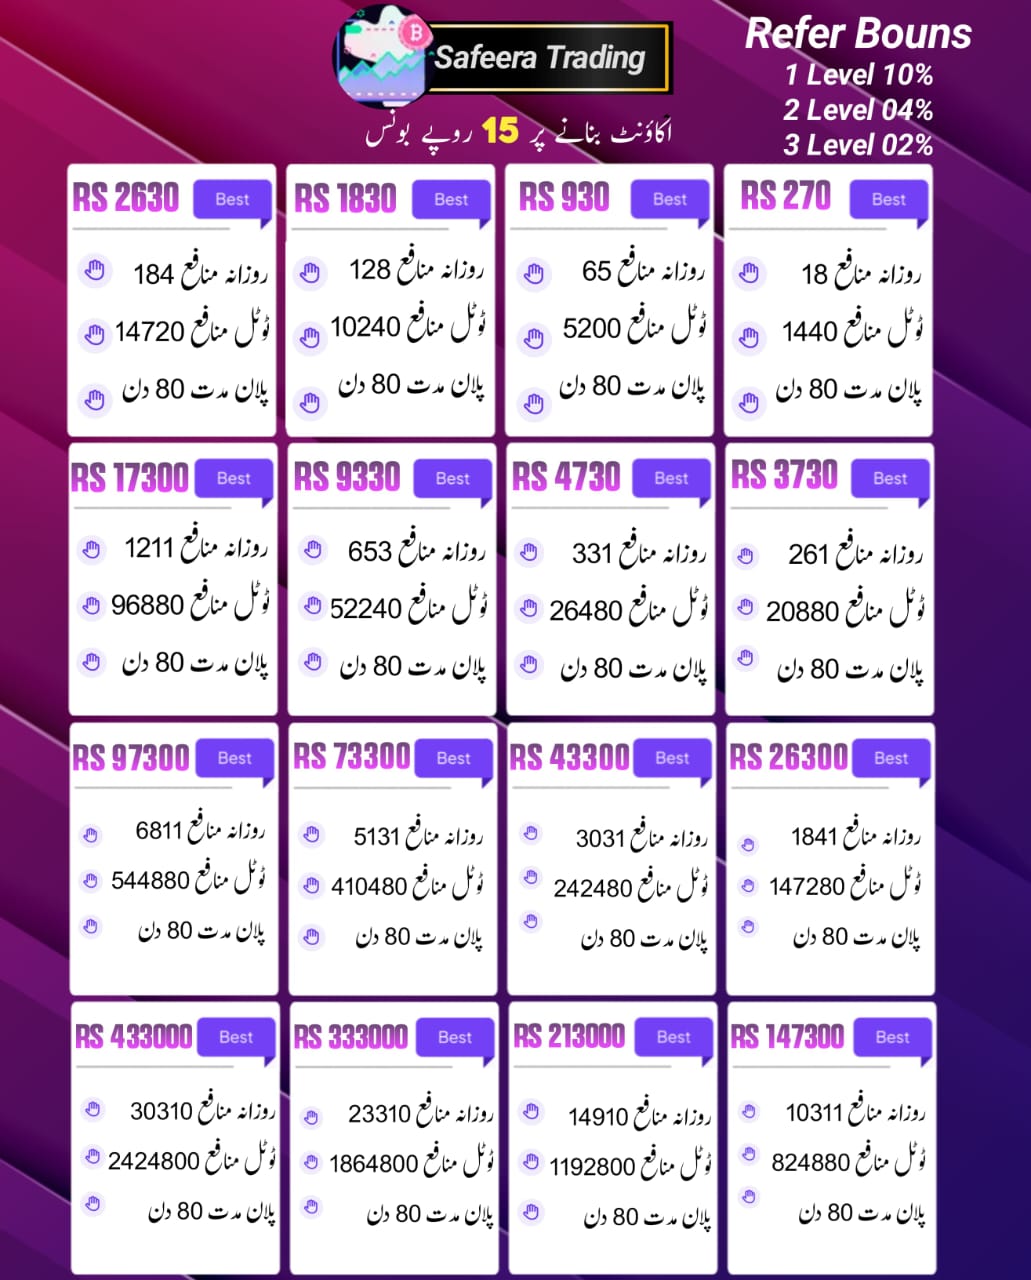 Safeera Trading
Refer Bouns
1 Level 10%
2 Level 04%
3 Level 02%
اکاؤنٹ بنانے پر 15 روپے بونس
RS 2630
Best
روزانہ منافع 184
ٹوٹل منافع 14720
پلان مدت 80 دن
RS 1830
Best
روزانہ منافع 128
ٹوٹل منافع 10240
پلان مدت 80 دن
RS 930
Best
روزانہ منافع 65
ٹوٹل منافع 5200
پلان مدت 80 دن
RS 270
Best
روزانہ منافع 18
ٹوٹل منافع 1440
پلان مدت 80 دن
RS 17300
Best
روزانہ منافع 1211
ٹوٹل منافع 96880
پلان مدت 80 دن
RS 9330
Best
روزانہ منافع 653
ٹوٹل منافع 52240
پلان مدت 80 دن
RS 4730
Best
روزانہ منافع 331
ٹوٹل منافع 26480
پلان مدت 80 دن
RS 3730
Best
روزانہ منافع 261
ٹوٹل منافع 20880
پلان مدت 80 دن
RS 97300
Best
روزانہ منافع 6811
ٹوٹل منافع 544880
پلان مدت 80 دن
RS 73300
Best
روزانہ منافع 5131
ٹوٹل منافع 410480
پلان مدت 80 دن
RS 43300
Best
روزانہ منافع 3031
ٹوٹل منافع 242480
پلان مدت 80 دن
RS 26300
Best
روزانہ منافع 1841
ٹوٹل منافع 147280
پلان مدت 80 دن
RS 433000
Best
روزانہ منافع 30310
ٹوٹل منافع 2424800
پلان مدت 80 دن
RS 333000
Best
روزانہ منافع 23310
ٹوٹل منافع 1864800
پلان مدت 80 دن
RS 213000
Best
روزانہ منافع 14910
ٹوٹل منافع 1192800
پلان مدت 80 دن
RS 147300
Best
روزانہ منافع 10311
ٹوٹل منافع 824880
پلان مدت 80 دن